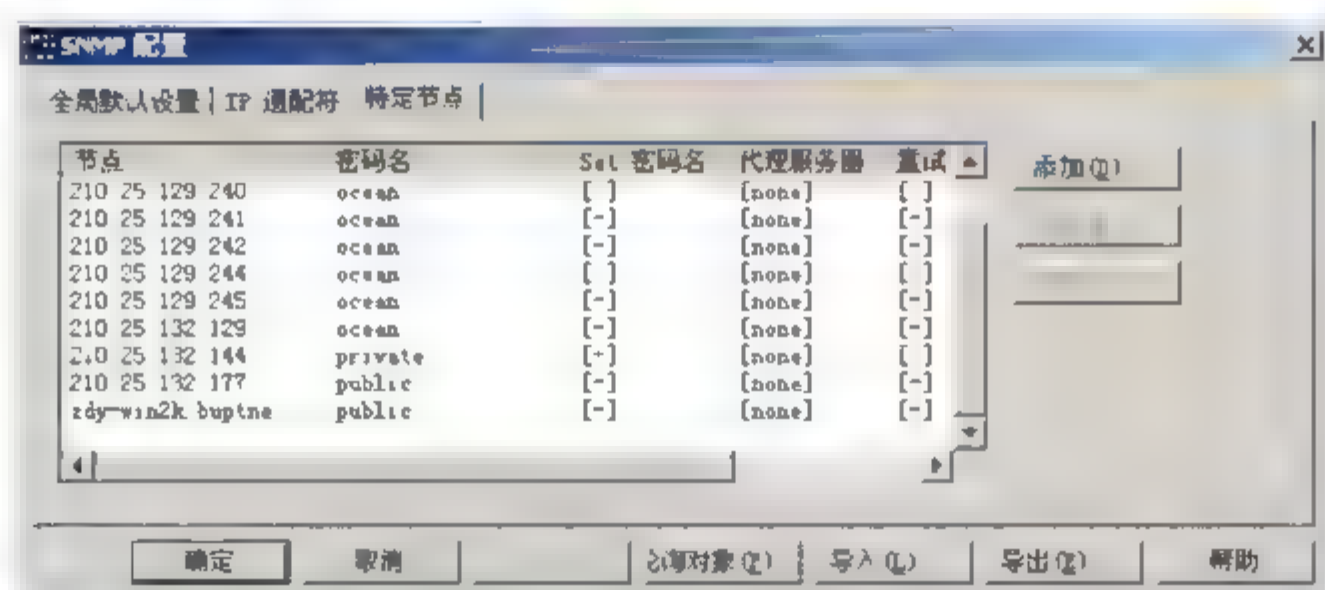 SNMP 配置
全局默认设置 IP 通配符 特定节点
节点 密码名 Set 密码名 代理服务器 重试
添加(D)
210 25 129 240 ocean [ ] [none] [ ]
210 25 129 241 ocean [-] [none] [-]
210 25 129 242 ocean [-] [none] [-]
210 25 129 244 ocean [ ] [none] [ ]
210 25 129 245 ocean [-] [none] [-]
210 25 132 129 ocean [-] [none] [-]
210 25 132 144 private [+] [none] [ ]
210 25 132 177 public [-] [none] [-]
zdy-win2k buptne public [-] [none] [-]
确定 取消 导入(L) 导出(E) 帮助